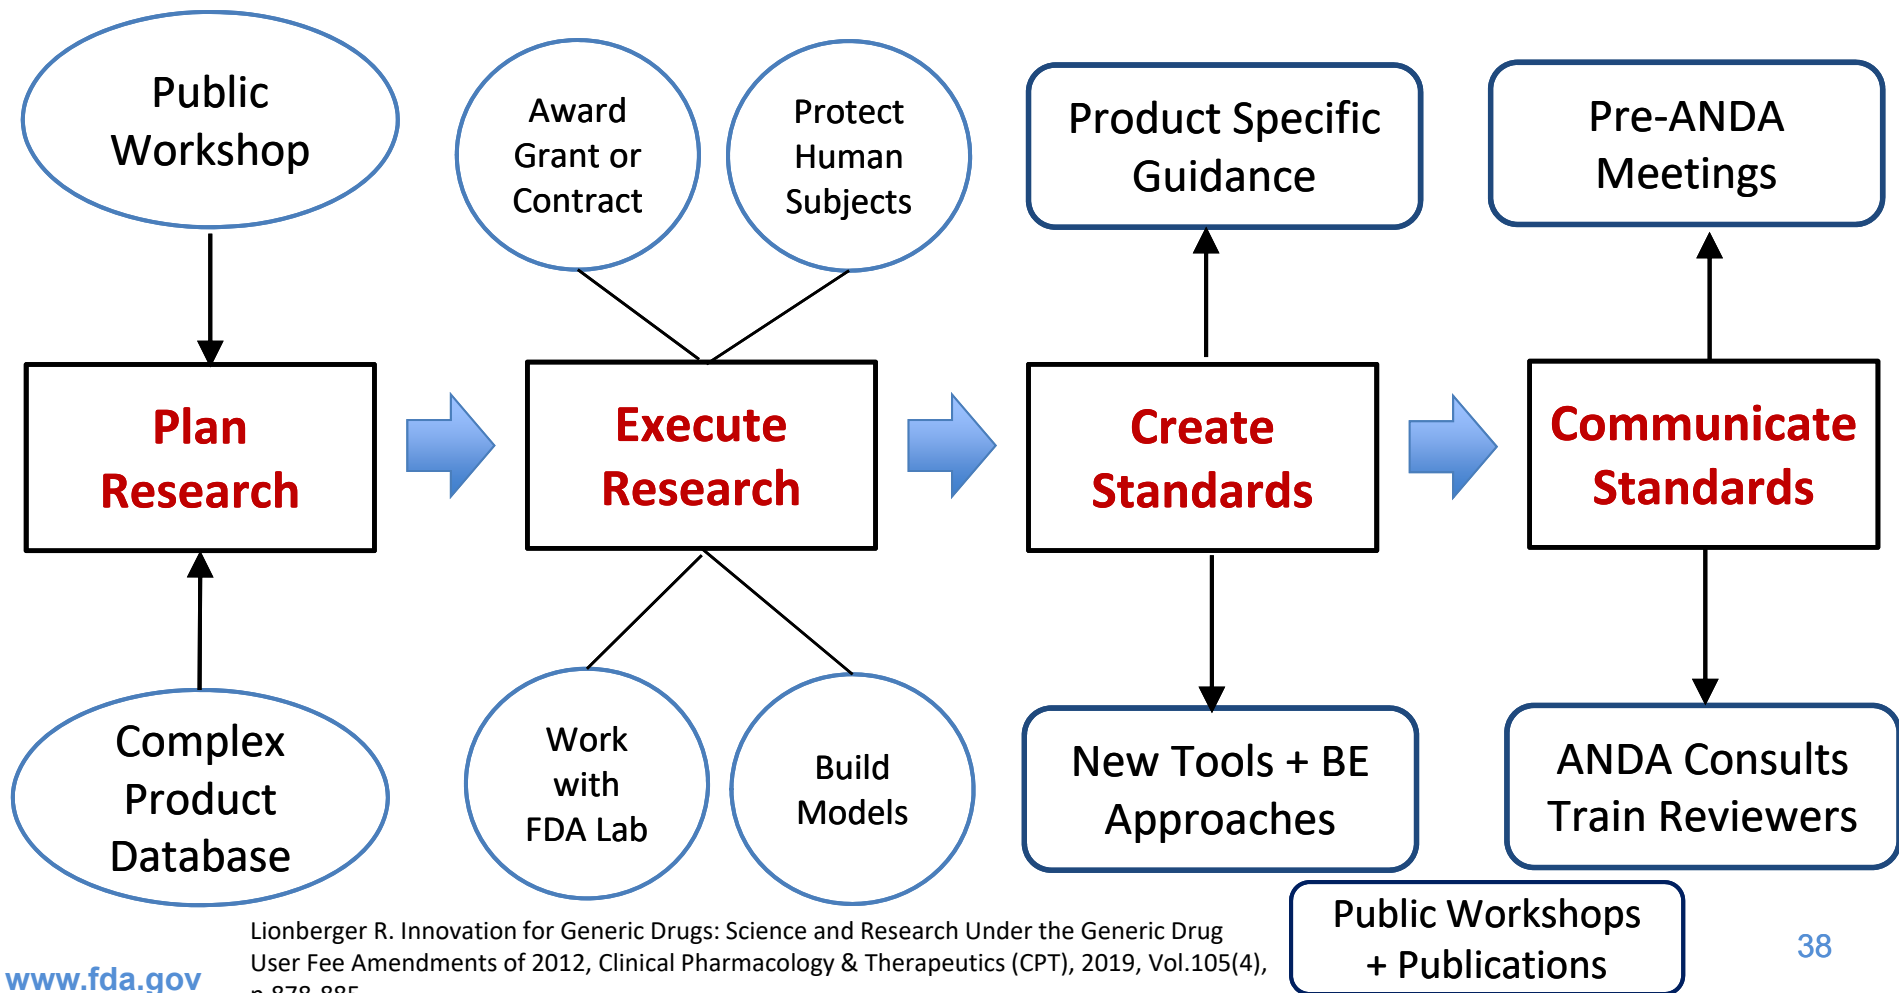 Public
Workshop
Award
Grant or
Contract
Protect
Human
Subjects
Product Specific
Guidance
Pre-ANDA
Meetings
Plan
Research
Execute
Research
Create
Standards
Communicate
Standards
Complex
Product
Database
Work
with
FDA Lab
Build
Models
New Tools + BE
Approaches
ANDA Consults
Train Reviewers
Public Workshops
+ Publications
Lionberger R. Innovation for Generic Drugs: Science and Research Under the Generic Drug
User Fee Amendments of 2012, Clinical Pharmacology & Therapeutics (CPT), 2019, Vol.105(4),
p.878-885
www.fda.gov
38